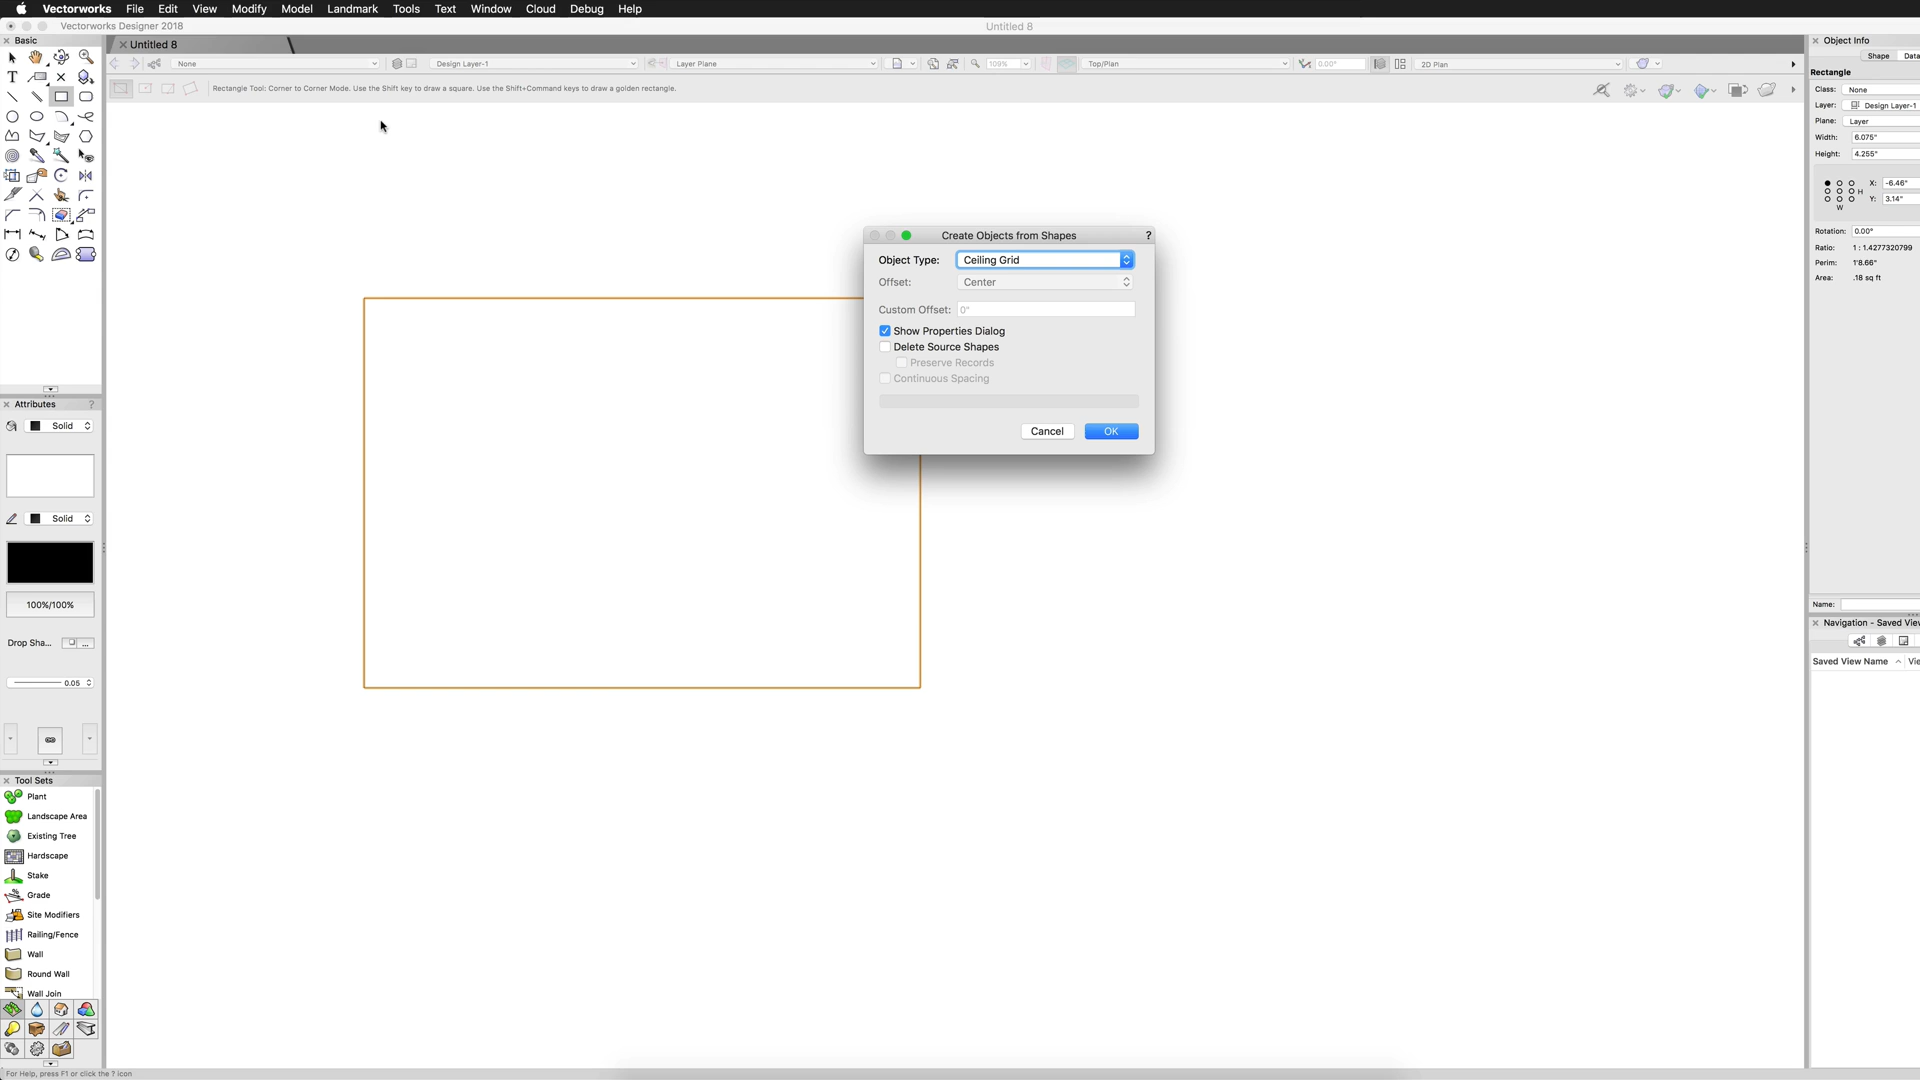 Vectorworks File Edit View Modify Model Landmark Tools Text Window Cloud Debug Help
Vectorworks Designer 2018
Untitled 8
Basic
Untitled 8
None
Design Layer-1
Layer Plane
109%
Top/Plan
0.00°
2D Plan
Rectangle Tool: Corner to Corner Mode. Use the Shift key to draw a square. Use the Shift+Command keys to draw a golden rectangle.
Object Info
Shape
Data
Rectangle
Class: None
Layer: Design Layer-1
Plane: Layer
Width: 6.075"
Height: 4.255"
X: -6.46"
H
Y: 3.14"
W
Rotation: 0.00°
Ratio: 1 : 1.4277320799
Perim: 1'8.66"
Area: .18 sq ft
Create Objects from Shapes ?
Object Type: Ceiling Grid
Offset: Center
Custom Offset: 0"
Show Properties Dialog
Delete Source Shapes
Preserve Records
Continuous Spacing
Cancel
OK
Attributes ?
Solid
Solid
100%/100%
Drop Sha...
...
0.05
Name:
Navigation - Saved View
Saved View Name
Vie
Tool Sets
Plant
Landscape Area
Existing Tree
Hardscape
Stake
Grade
Site Modifiers
Railing/Fence
Wall
Round Wall
Wall Join
For Help, press F1 or click the ? icon